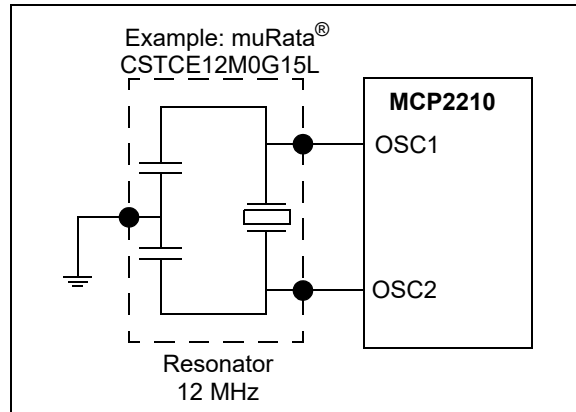 Example: muRata®
CSTCE12M0G15L
MCP2210
OSC1
OSC2
Resonator
12 MHz